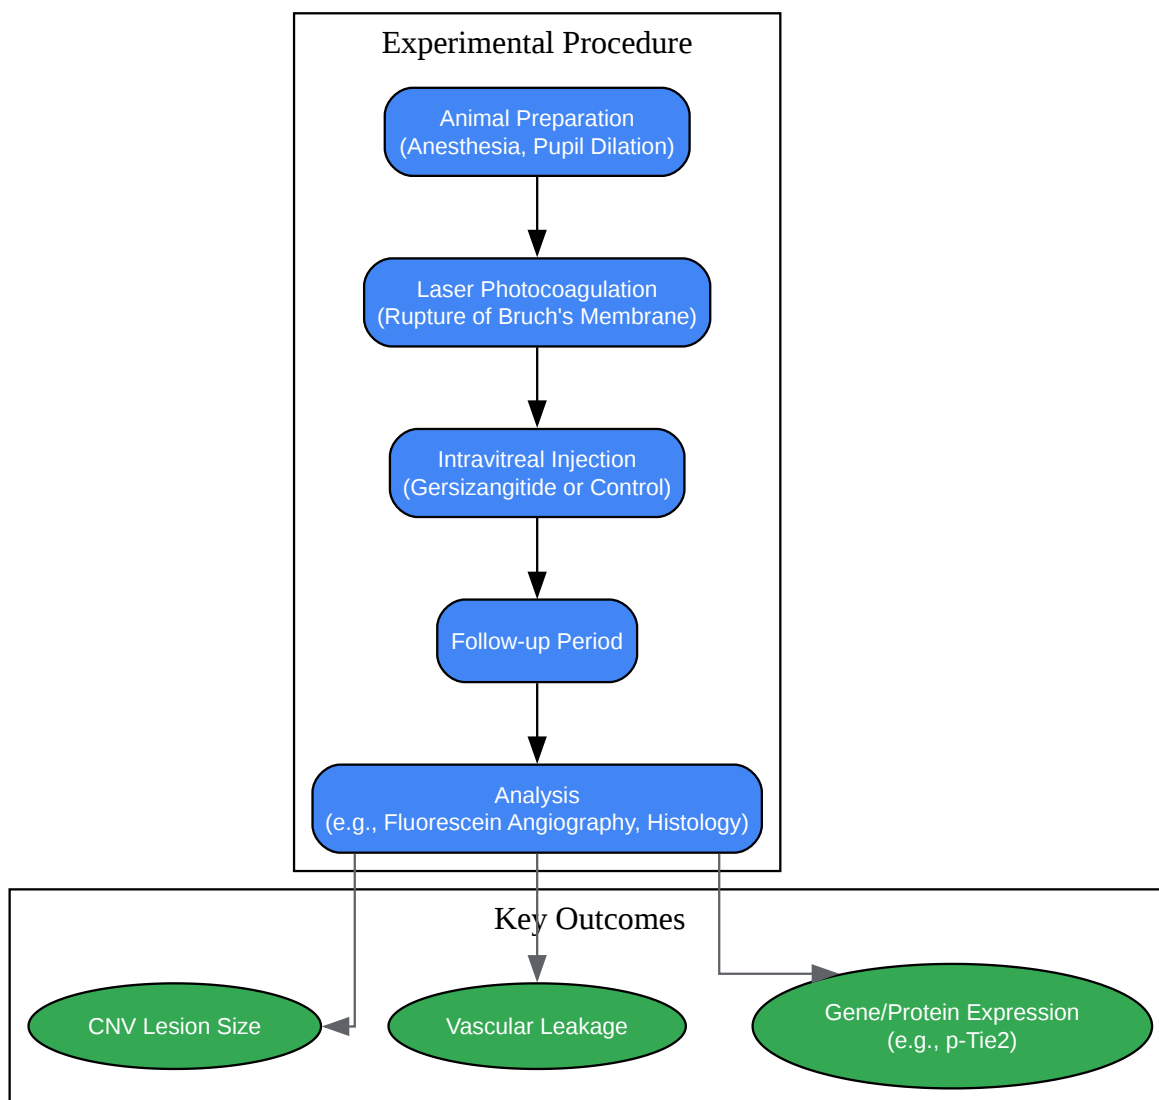 Experimental Procedure
Animal Preparation
(Anesthesia, Pupil Dilation)
Laser Photocoagulation
(Rupture of Bruch's Membrane)
Intravitreal Injection
(Gersizangitide or Control)
Follow-up Period
Analysis
(e.g., Fluorescein Angiography, Histology)
Key Outcomes
CNV Lesion Size
Vascular Leakage
Gene/Protein Expression
(e.g., p-Tie2)